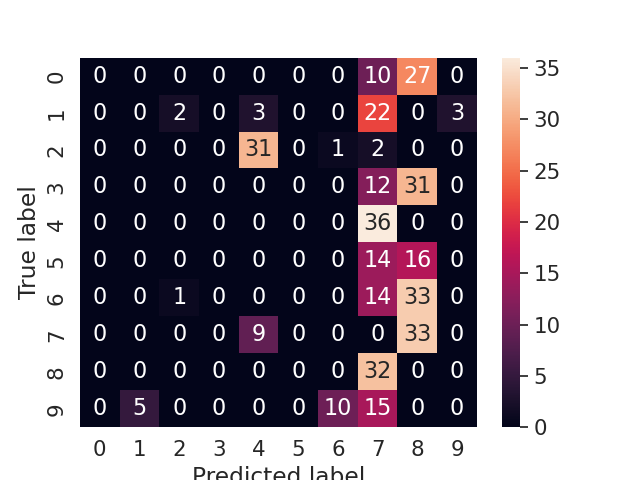 0 0 0 0 0 0 0 0 10 27 0
1 0 0 2 0 3 0 0 22 0 3
2 0 0 0 0 31 0 1 2 0 0
3 0 0 0 0 0 0 0 12 31 0
4 0 0 0 0 0 0 0 36 0 0
5 0 0 0 0 0 0 0 14 16 0
6 0 0 1 0 0 0 0 14 33 0
7 0 0 0 0 9 0 0 0 33 0
8 0 0 0 0 0 0 0 32 0 0
9 0 5 0 0 0 0 10 15 0 0
0 1 2 3 4 5 6 7 8 9
Predicted label
True label
35
30
25
20
15
10
5
0